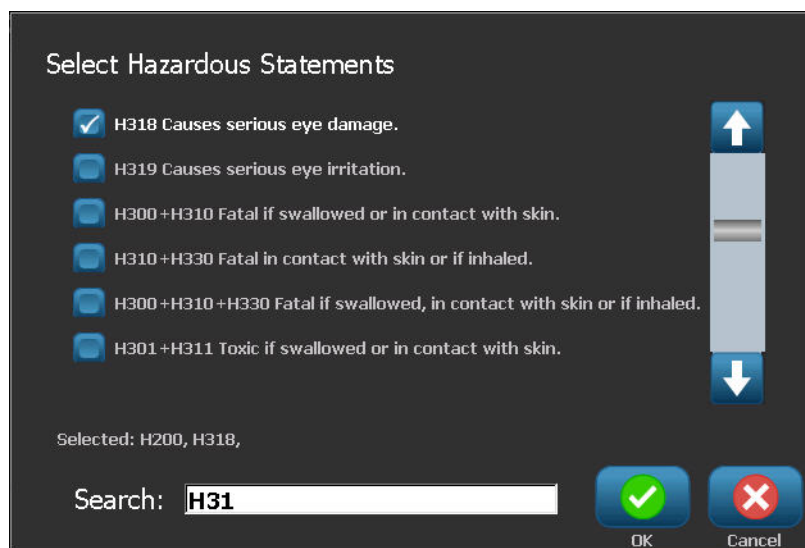 Select Hazardous Statements
H318 Causes serious eye damage.
H319 Causes serious eye irritation.
H300+H310 Fatal if swallowed or in contact with skin.
H310+H330 Fatal in contact with skin or if inhaled.
H300+H310+H330 Fatal if swallowed, in contact with skin or if inhaled.
H301+H311 Toxic if swallowed or in contact with skin.
Selected: H200, H318,
Search: H31
OK Cancel